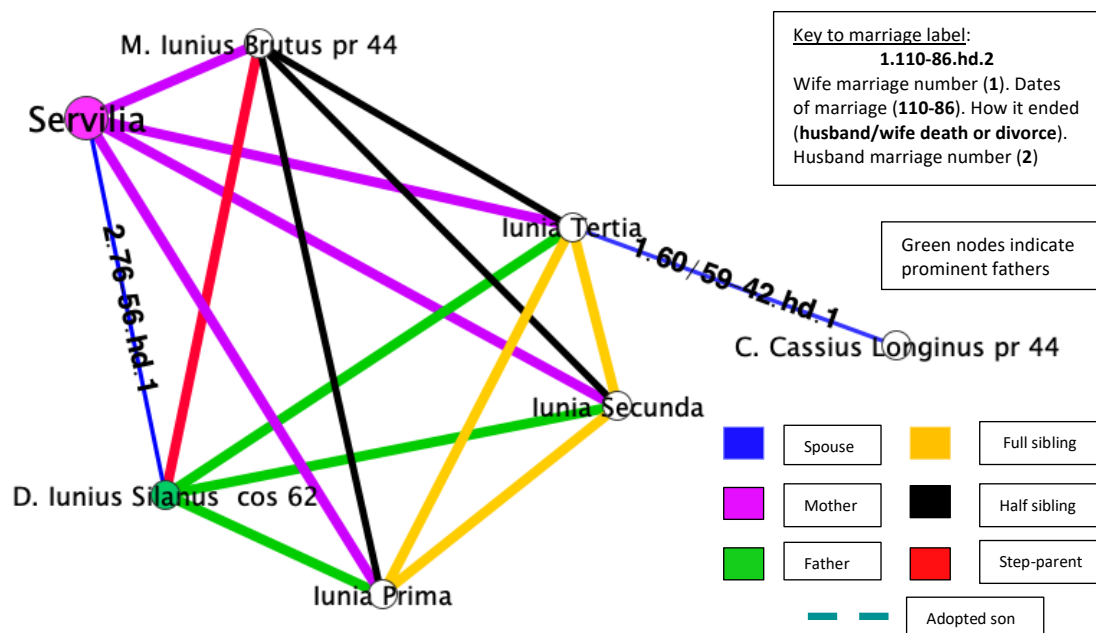 M. Iunius Brutus pr 44
Servilia
Iunia Tertia
C. Cassius Longinus pr 44
Iunia Secunda
D. Iunius Silanus cos 62
Iunia Prima
2.76-56.hd.1
1.60/59-42.hd.1
Key to marriage label:
1.110-86.hd.2
Wife marriage number (1). Dates
of marriage (110-86). How it ended
(husband/wife death or divorce).
Husband marriage number (2)
Green nodes indicate
prominent fathers
Spouse
Full sibling
Mother
Half sibling
Father
Step-parent
Adopted son